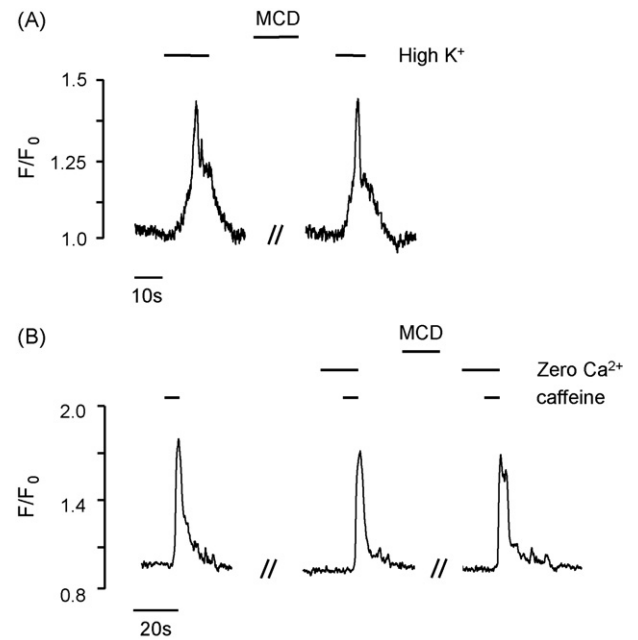 (A)
MCD
High K⁺
1.5
1.25
1.0
F/F₀
//
10s
(B)
MCD
Zero Ca²⁺
caffeine
2.0
1.4
0.8
F/F₀
// //
20s